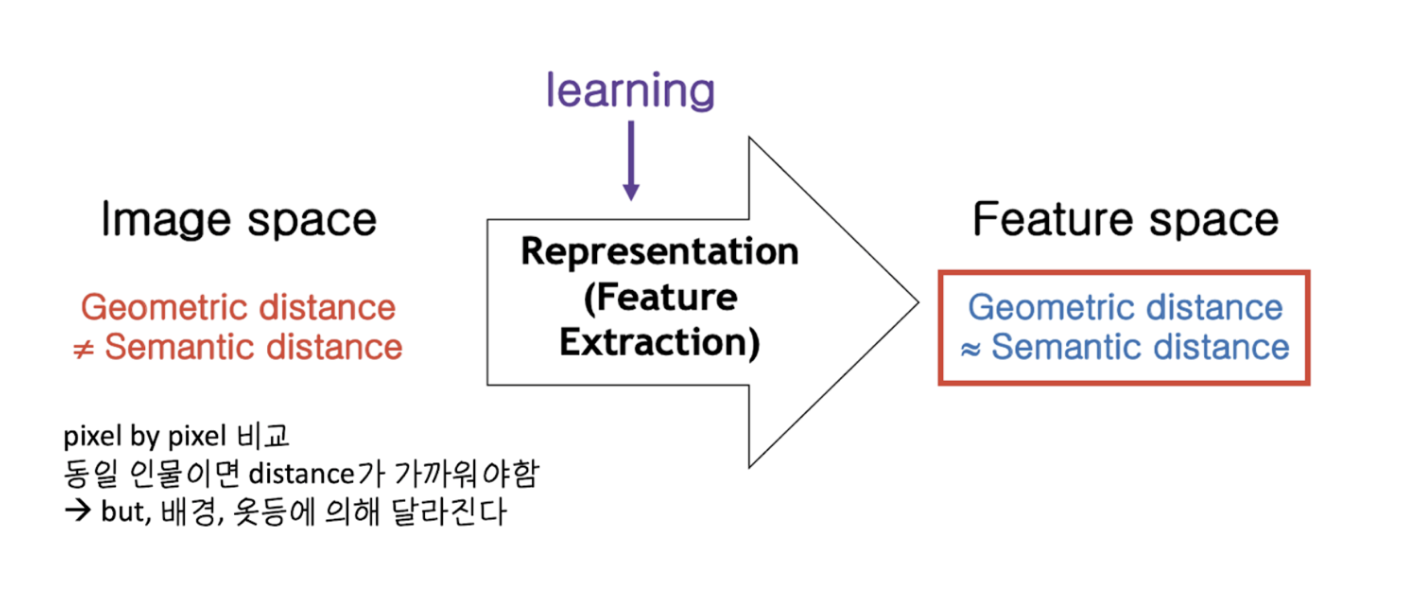 learning
Image space
Geometric distance
≠ Semantic distance
pixel by pixel 비교
동일 인물이면 distance가 가까워야함
→ but, 배경, 옷등에 의해 달라진다
Representation
(Feature
Extraction)
Feature space
Geometric distance
≈ Semantic distance